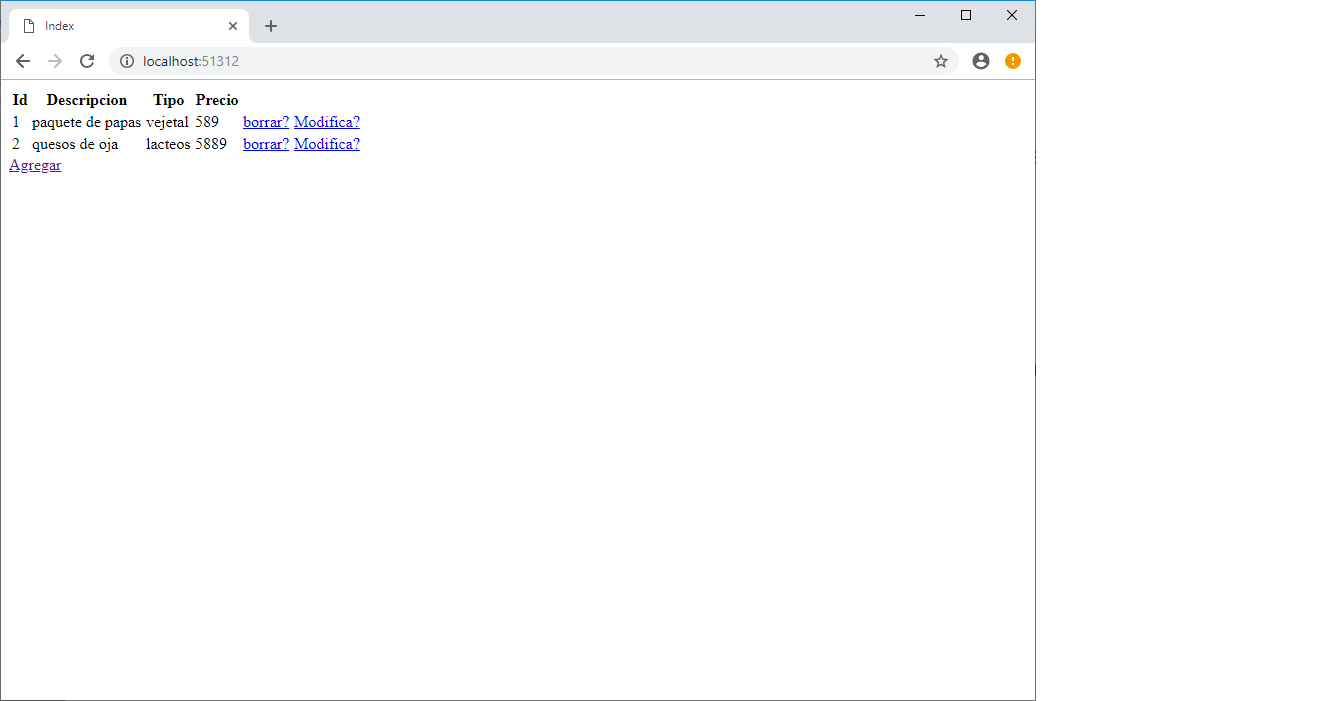 Index
localhost:51312
Id Descripcion Tipo Precio
1 paquete de papas vejetal 589 borrar? Modifica?
2 quesos de oja lacteos 5889 borrar? Modifica?
Agregar